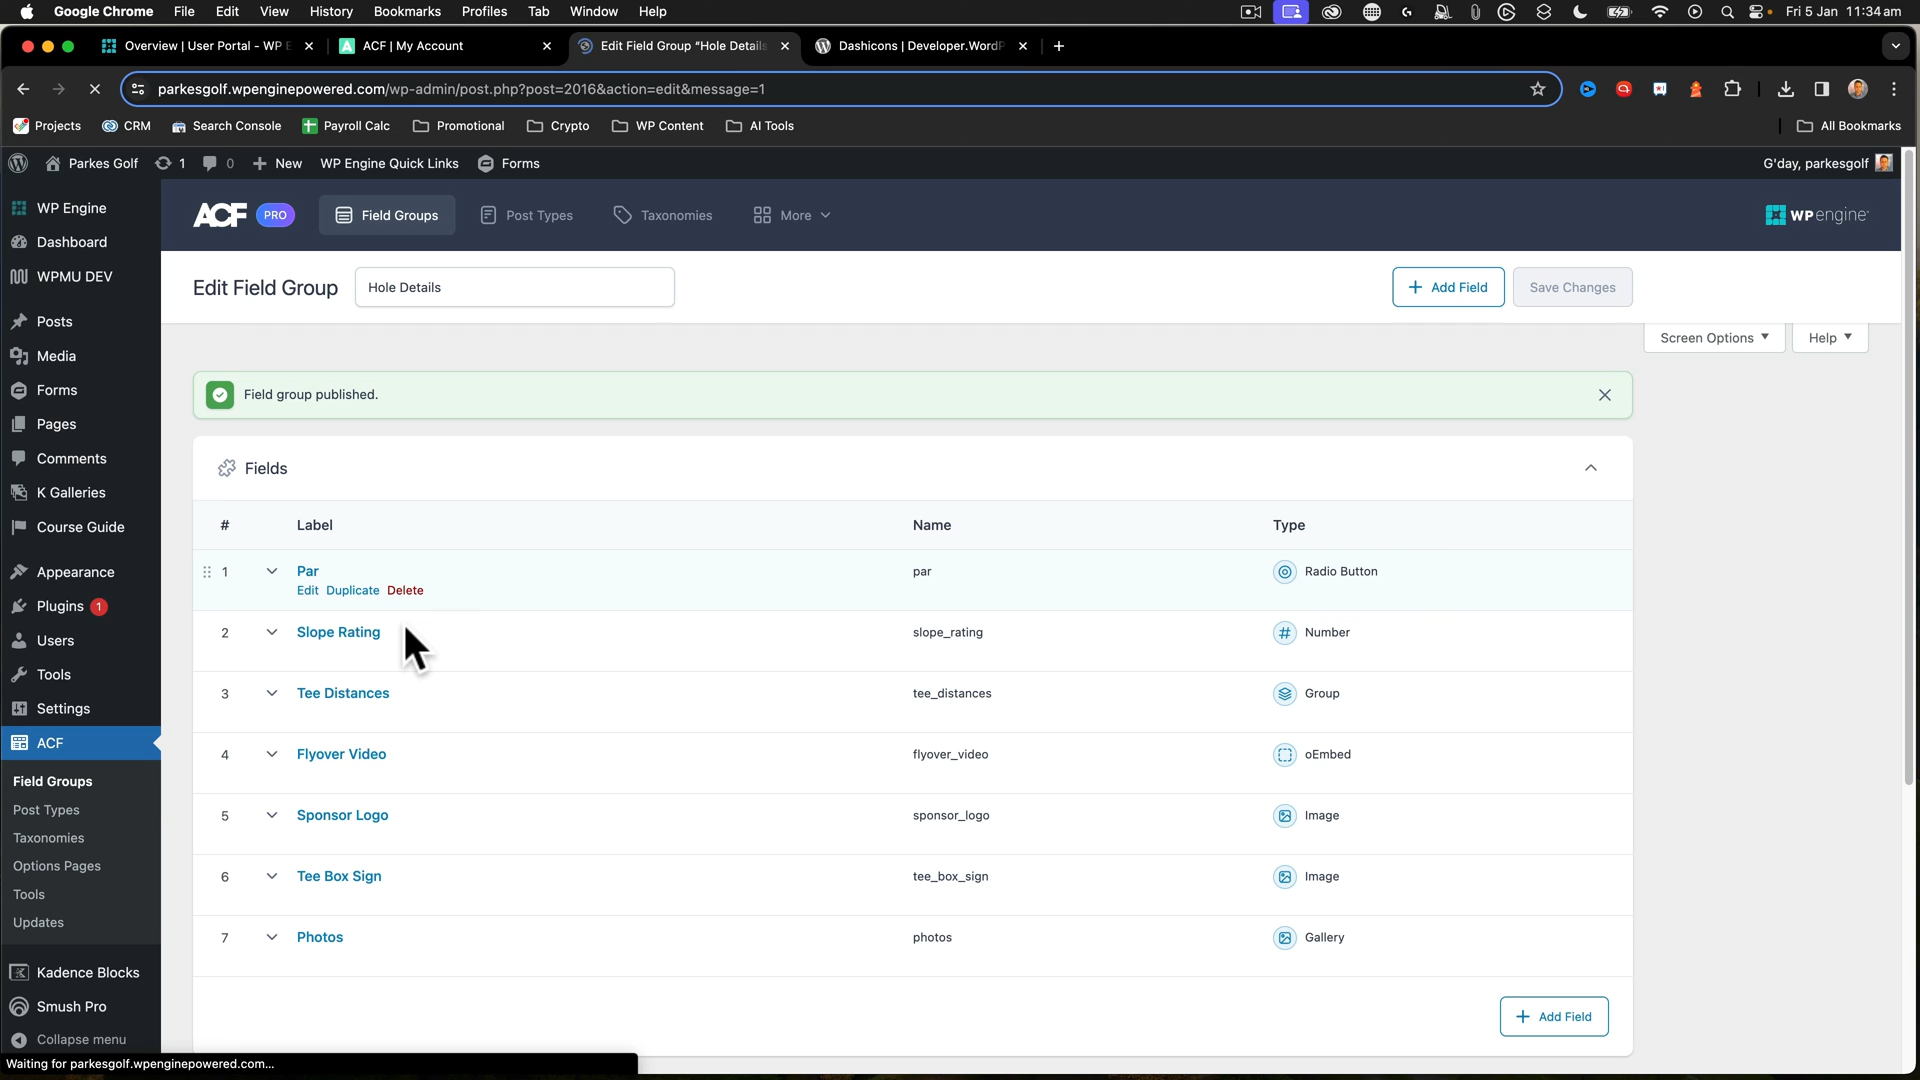 Google Chrome File Edit View History Bookmarks Profiles Tab Window Help
Fri 5 Jan 11:34 am
Overview | User Portal - WP E
ACF | My Account
Edit Field Group "Hole Details
Dashicons | Developer.WordP
parkesgolf.wpenginepowered.com/wp-admin/post.php?post=2016&action=edit&message=1
Projects CRM Search Console Payroll Calc Promotional Crypto WP Content AI Tools All Bookmarks
Parkes Golf 1 0 New WP Engine Quick Links Forms G'day, parkesgolf
WP Engine
Dashboard
WPMU DEV
Posts
Media
Forms
Pages
Comments
K Galleries
Course Guide
Appearance
Plugins 1
Users
Tools
Settings
ACF
Field Groups
Post Types
Taxonomies
Options Pages
Tools
Updates
Kadence Blocks
Smush Pro
Collapse menu
ACF PRO Field Groups Post Types Taxonomies More WP engine
Edit Field Group Hole Details + Add Field Save Changes
Screen Options Help
Field group published.
Fields
# Label Name Type
1 Par par Radio Button
Edit Duplicate Delete
2 Slope Rating slope_rating # Number
3 Tee Distances tee_distances Group
4 Flyover Video flyover_video oEmbed
5 Sponsor Logo sponsor_logo Image
6 Tee Box Sign tee_box_sign Image
7 Photos photos Gallery
+ Add Field
Waiting for parkesgolf.wpenginepowered.com...